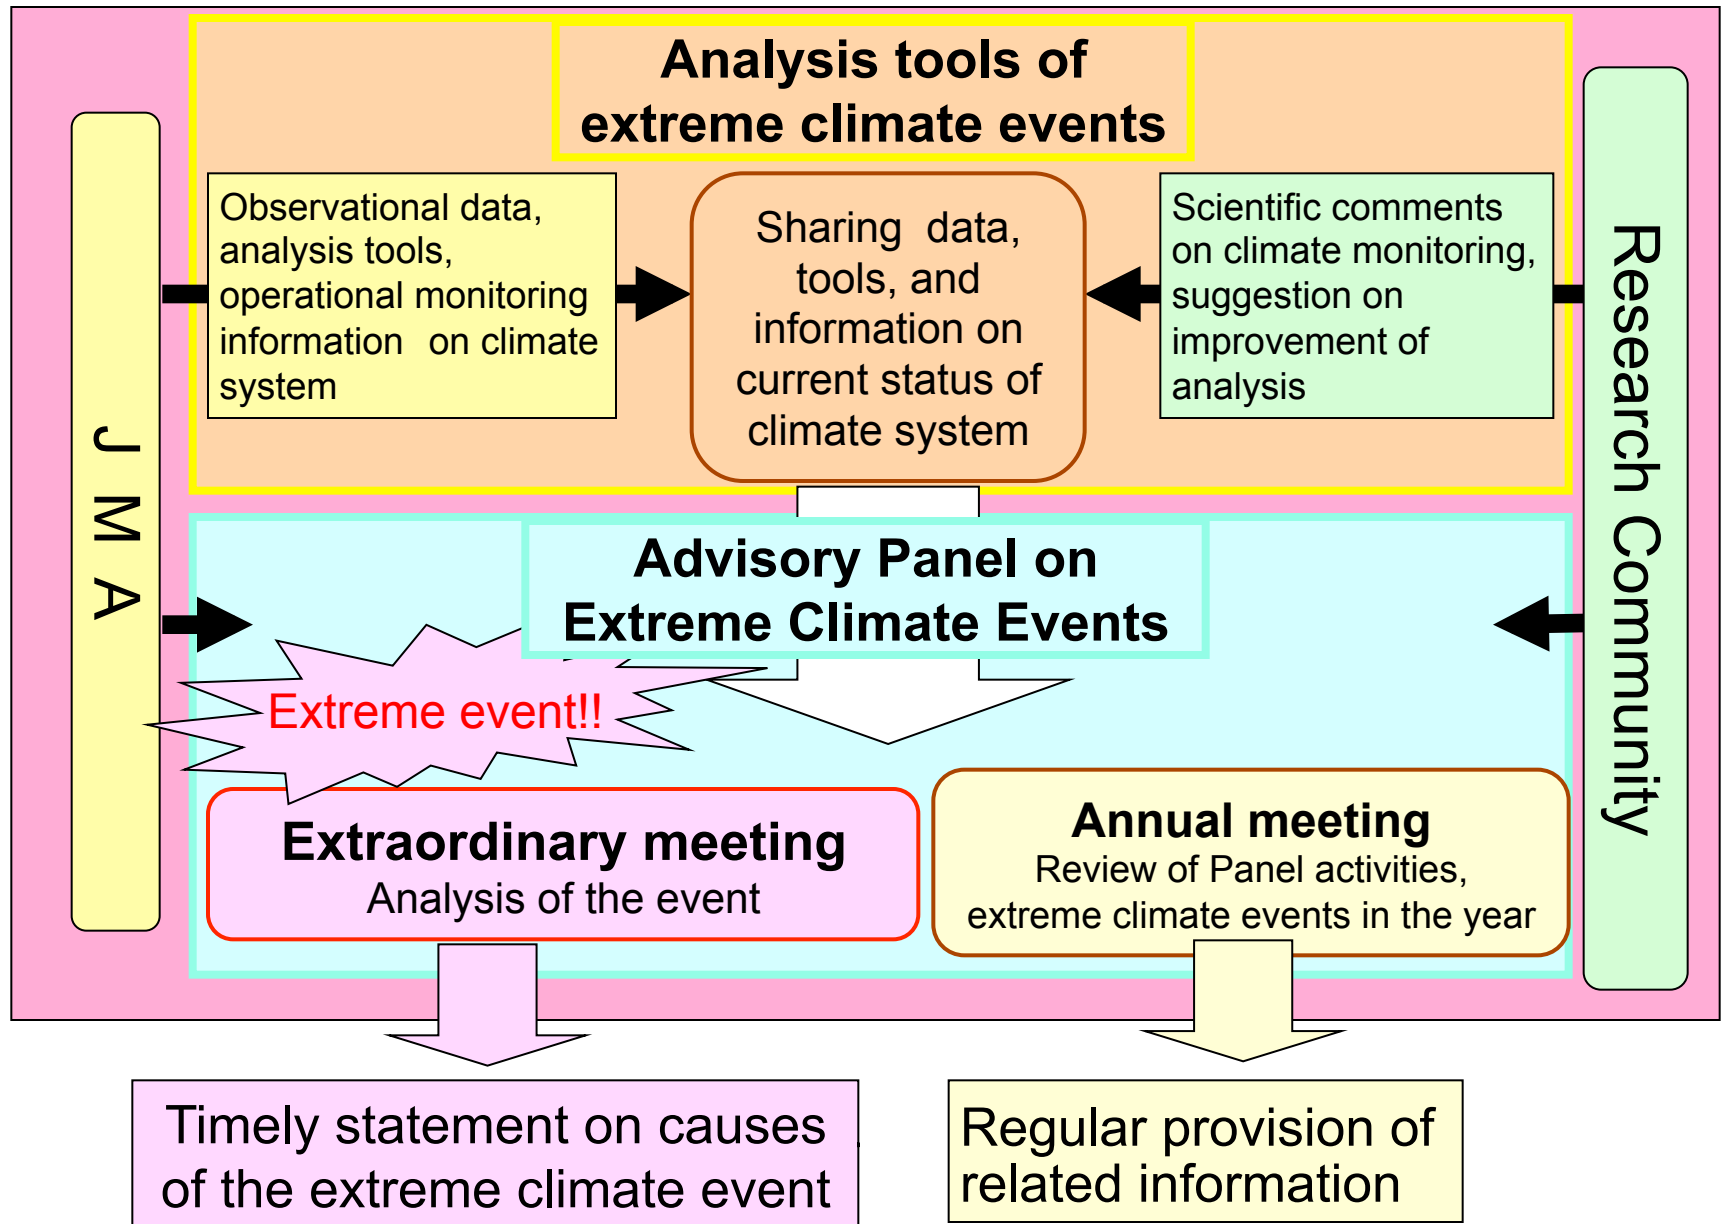 Analysis tools of
extreme climate events
J M A
Observational data,
analysis tools,
operational monitoring
information on climate
system
Sharing data,
tools, and
information on
current status of
climate system
Scientific comments
on climate monitoring,
suggestion on
improvement of
analysis
Research Community
Advisory Panel on
Extreme Climate Events
Extreme event!!
Extraordinary meeting
Analysis of the event
Annual meeting
Review of Panel activities,
extreme climate events in the year
Timely statement on causes
of the extreme climate event
Regular provision of
related information